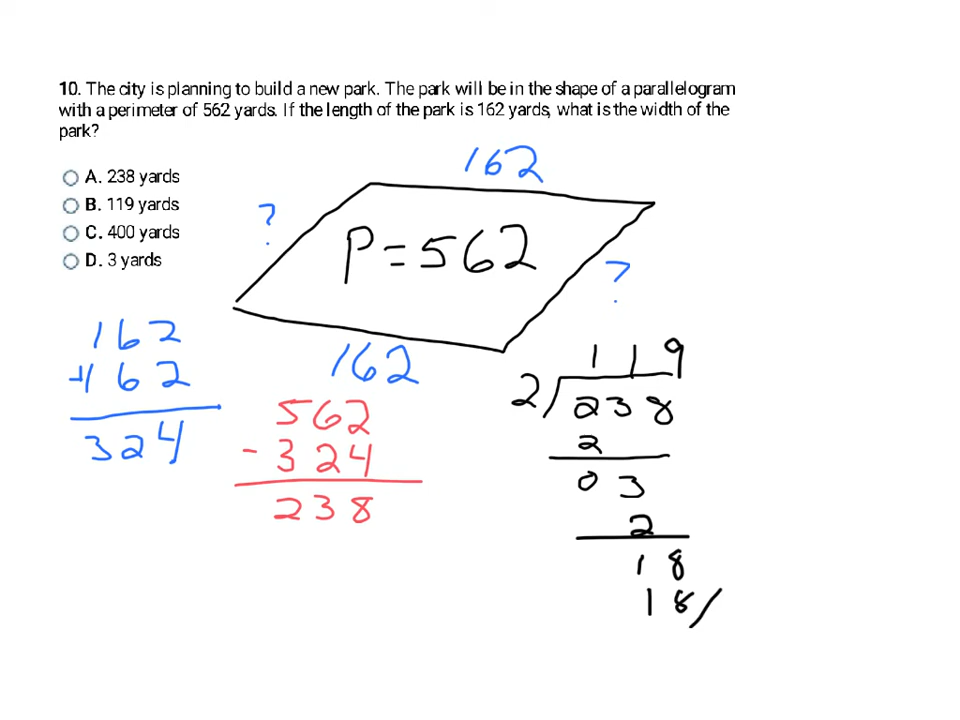 10. The city is planning to build a new park. The park will be in the shape of a parallelogram
with a perimeter of 562 yards. If the length of the park is 162 yards, what is the width of the
park?
A. 238 yards
B. 119 yards
C. 400 yards
D. 3 yards
162
?
P=562
?
162
162
+162
324
562
-324
238
119
2)238
2
03
2
18
18/